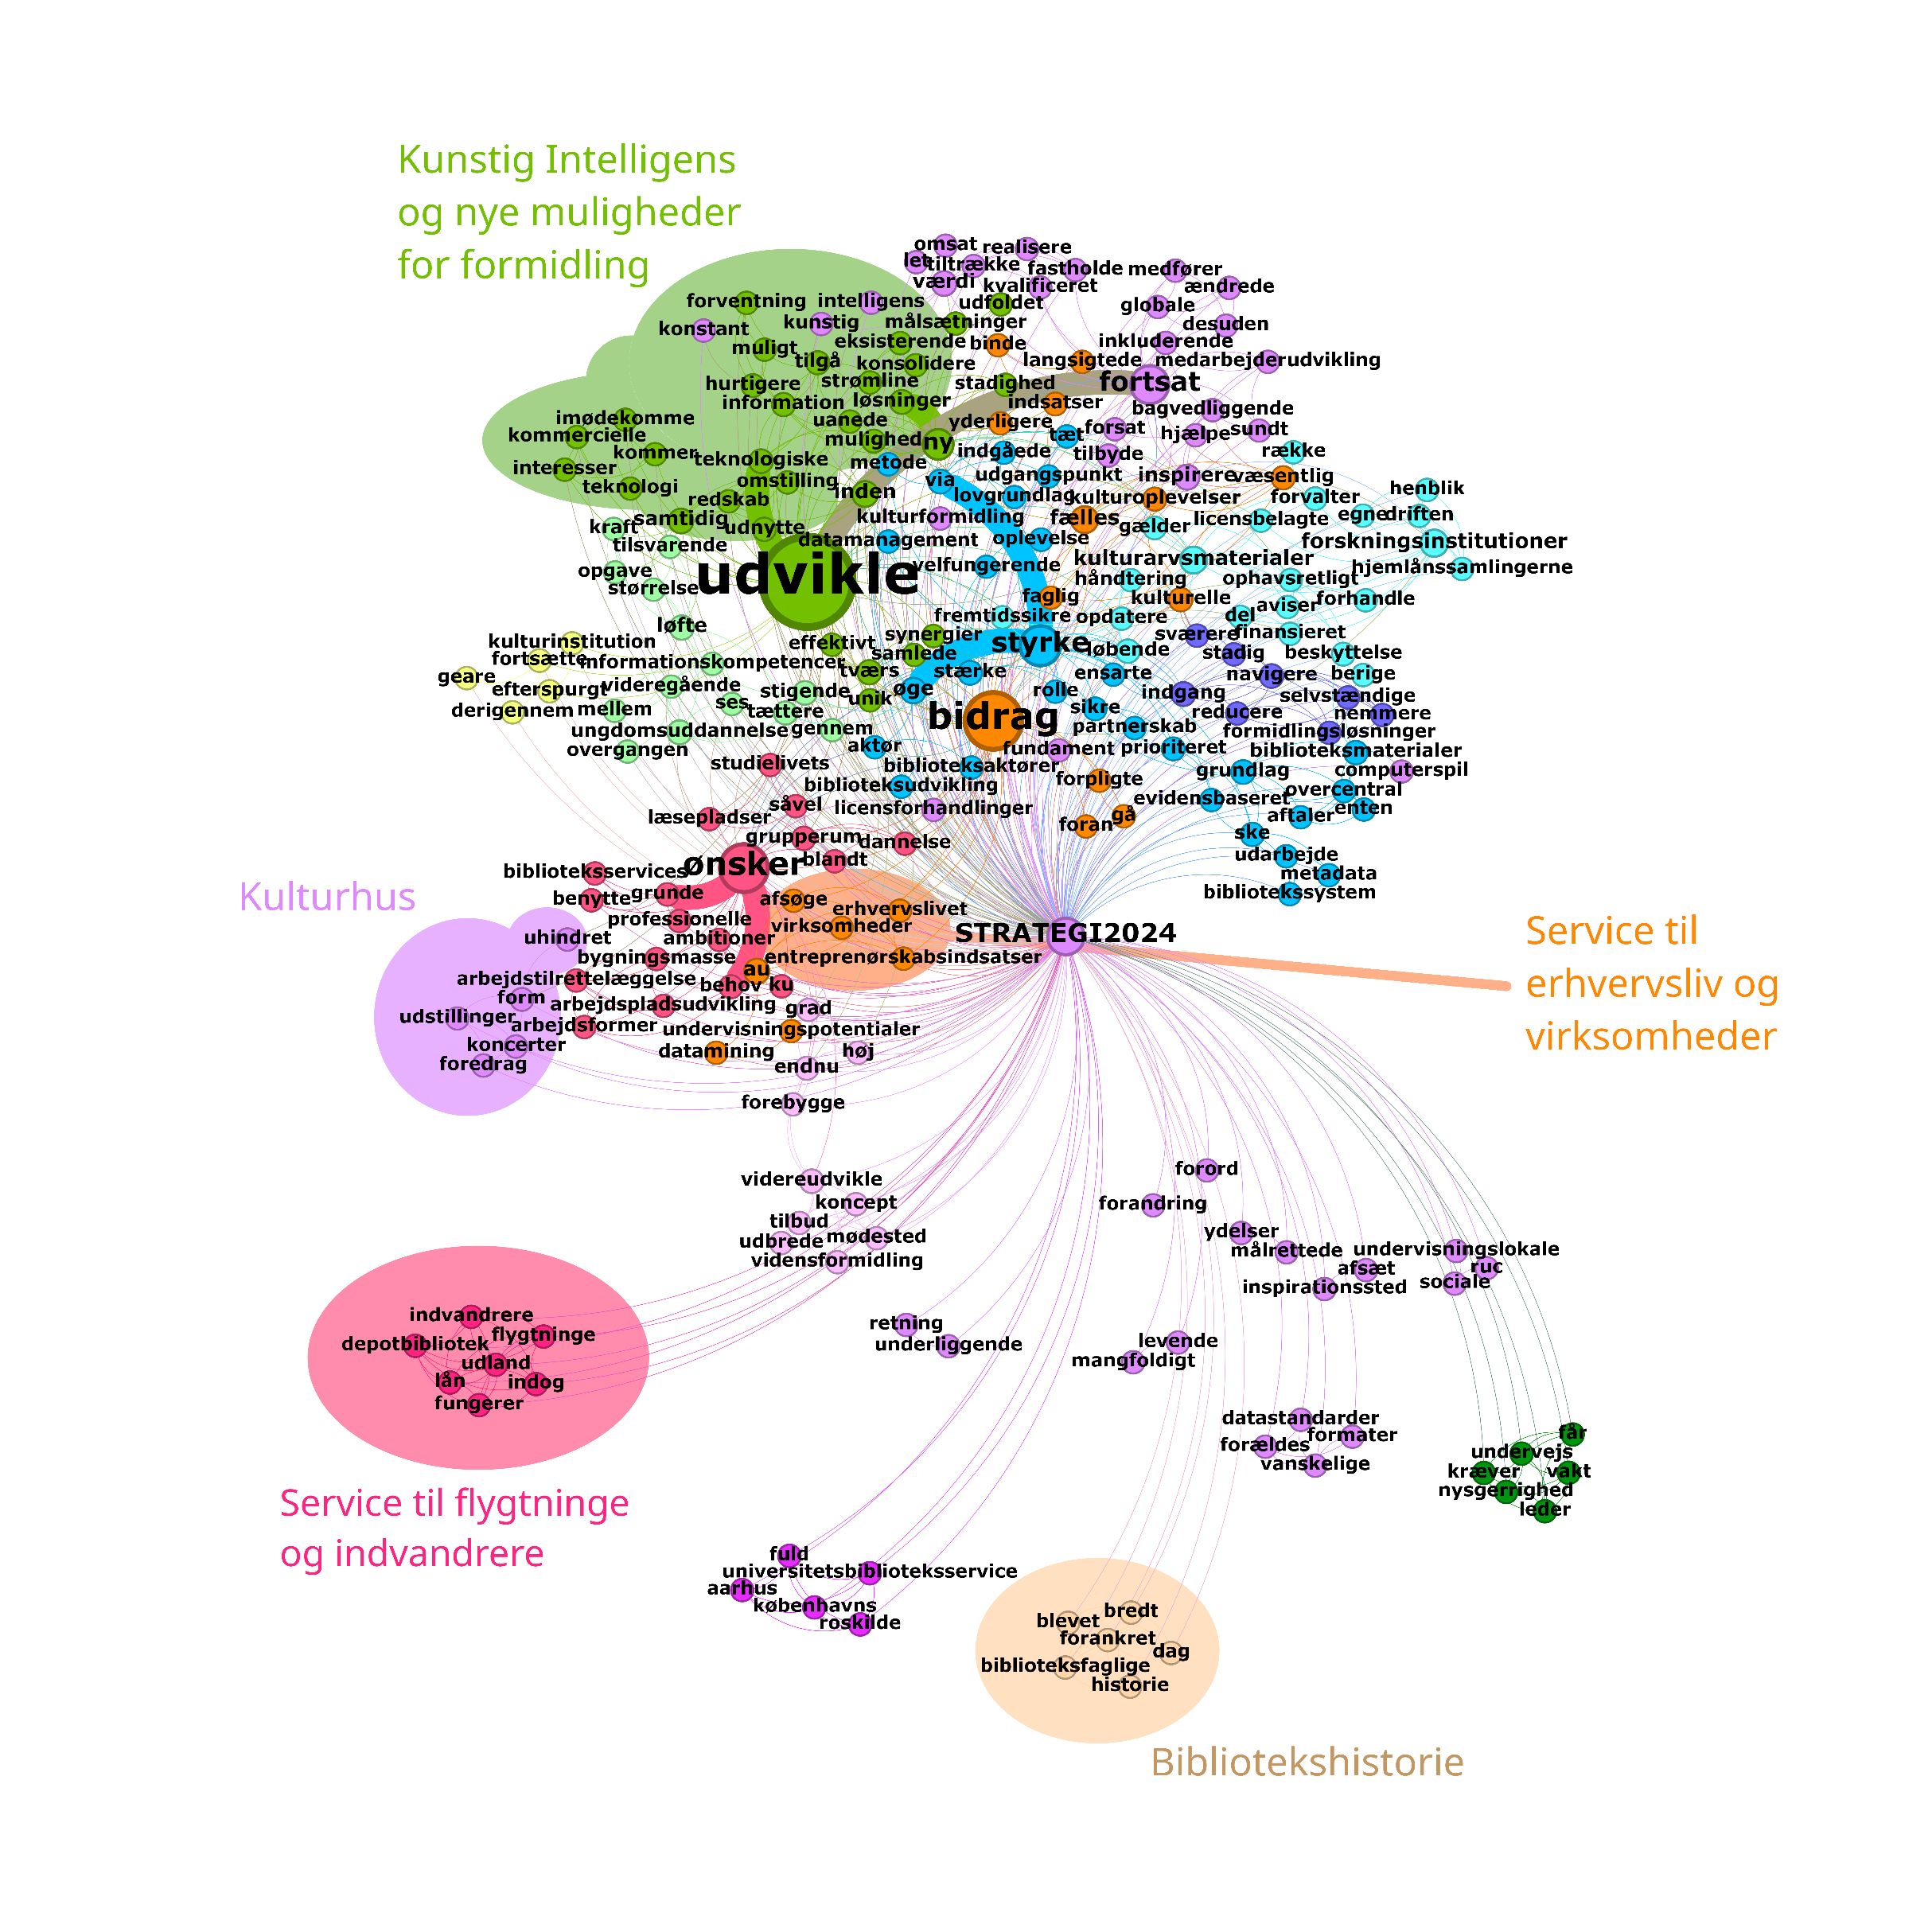 Kunstig Intelligens
og nye muligheder
for formidling
omsat
realisere
let
tiltrække
fastholde
medfører
værdi
kvalificeret
ændrede
forventning
intelligens
udfoldet
globale
konstant
kunstig
målsætninger
desuden
muligt
eksisterende
binde
inkluderende
tilgå
konsolidere
langsigtede
medarbejderudvikling
hurtigere
strømline
stadighed
fortsat
information
løsninger
indsatser
bagvedliggende
imødekomme
uanede
yderligere
forsat
hjælpe
sundt
kommercielle
mulighed
ny
tæt
kommer
teknologiske
metode
indgåede
tilbyde
række
interesser
omstilling
via
udgangspunkt
inspirere
væsentlig
teknologi
redskab
inden
lovgrundlag
kulturoplevelser
forvalter
henblik
kraft
samtidig
udnytte
kulturformidling
fælles
gælder
licensbelagte
egne
driften
tilsvarende
datamanagement
oplevelse
forskningsinstitutioner
opgave
udvikle
velfungerende
kulturarvsmaterialer
hjemlånssamlingerne
størrelse
håndtering
ophavsretligt
faglig
kulturelle
aviser
forhandle
løfte
fremtidssikre
opdatere
del
kulturinstitution
effektivt
synergier
styrke
sværere
finansieret
fortsætte
informationskompetencer
samlede
løbende
stadig
beskyttelse
geare
tværs
stærke
ensarte
navigere
berige
efterspurgt
videregående
stigende
øge
rolle
indgang
selvstændige
derigennem
mellem
ses
tættere
unik
bidrag
sikre
reducere
nemmere
ungdomsuddannelse
gennem
partnerskab
formidlingsløsninger
overgangen
aktør
fundament
prioriteret
biblioteksmaterialer
studielivets
biblioteksaktører
grundlag
computerspil
biblioteksudvikling
forpligte
overcentral
læsepladser
såvel
licensforhandlinger
evidensbaseret
enten
foran
gå
aftaler
grupperum
dannelse
ske
ønsker
blandt
udarbejde
biblioteksservices
metadata
Kulturhus
benytte
grunde
afsøge
bibliotekssystem
professionelle
erhvervslivet
virksomheder
uhindret
ambitioner
STRATEGI2024
Service til
erhvervsliv og
virksomheder
bygningsmasse
au
entreprenørskabsindsatser
arbejdstilrettelæggelse
behov
ku
form
arbejdspladsudvikling
grad
udstillinger
arbejdsformer
undervisningspotentialer
koncerter
datamining
høj
foredrag
endnu
forebygge
videreudvikle
forord
koncept
forandring
tilbud
ydelser
udbrede
mødested
målrettede
undervisningslokale
vidensformidling
afsæt
ruc
inspirationssted
sociale
indvandrere
retning
flygtninge
depotbibliotek
underliggende
levende
udland
mangfoldigt
lån
indog
fungerer
datastandarder
formater
får
forældes
undervejs
vanskelige
kræver
vakt
nysgerrighed
leder
Service til flygtninge
og indvandrere
fuld
universitetsbiblioteksservice
aarhus
københavns
roskilde
blevet
bredt
forankret
dag
biblioteksfaglige
historie
Bibliotekshistorie